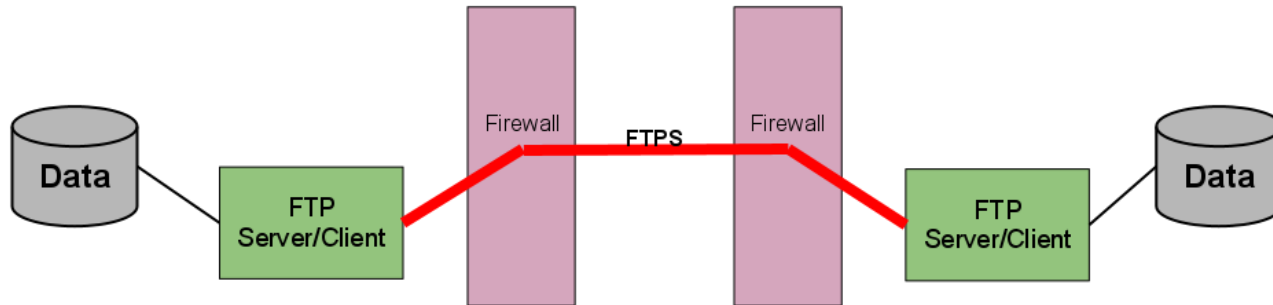 Firewall
Firewall
FTPS
Data
Data
FTP
Server/Client
FTP
Server/Client